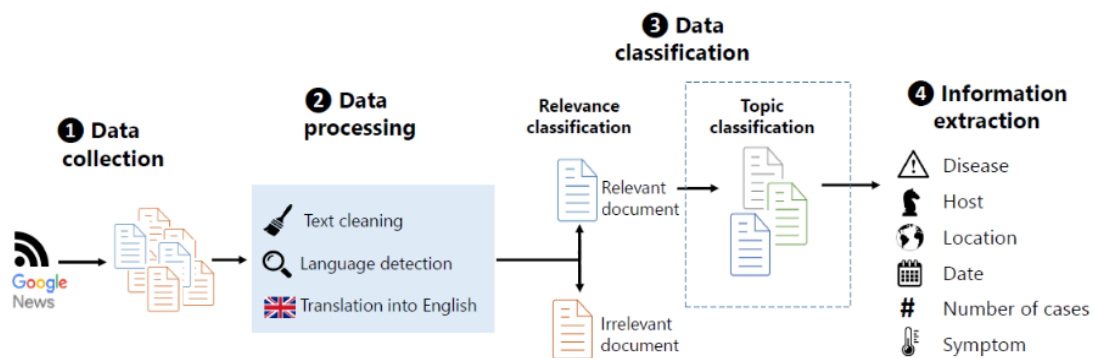 ❶ Data
collection
Google
News
❷ Data
processing
Text cleaning
Language detection
Translation into English
❸ Data
classification
Relevance
classification
Relevant
document
Irrelevant
document
Topic
classification
❹ Information
extraction
Disease
Host
Location
Date
# Number of cases
Symptom